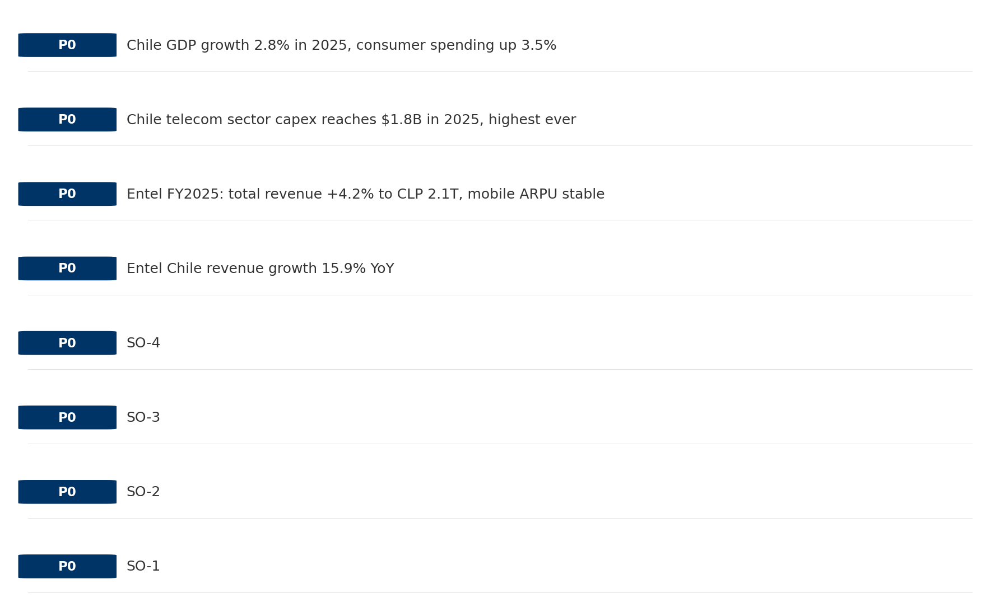 P0 Chile GDP growth 2.8% in 2025, consumer spending up 3.5%
P0 Chile telecom sector capex reaches $1.8B in 2025, highest ever
P0 Entel FY2025: total revenue +4.2% to CLP 2.1T, mobile ARPU stable
P0 Entel Chile revenue growth 15.9% YoY
P0 SO-4
P0 SO-3
P0 SO-2
P0 SO-1